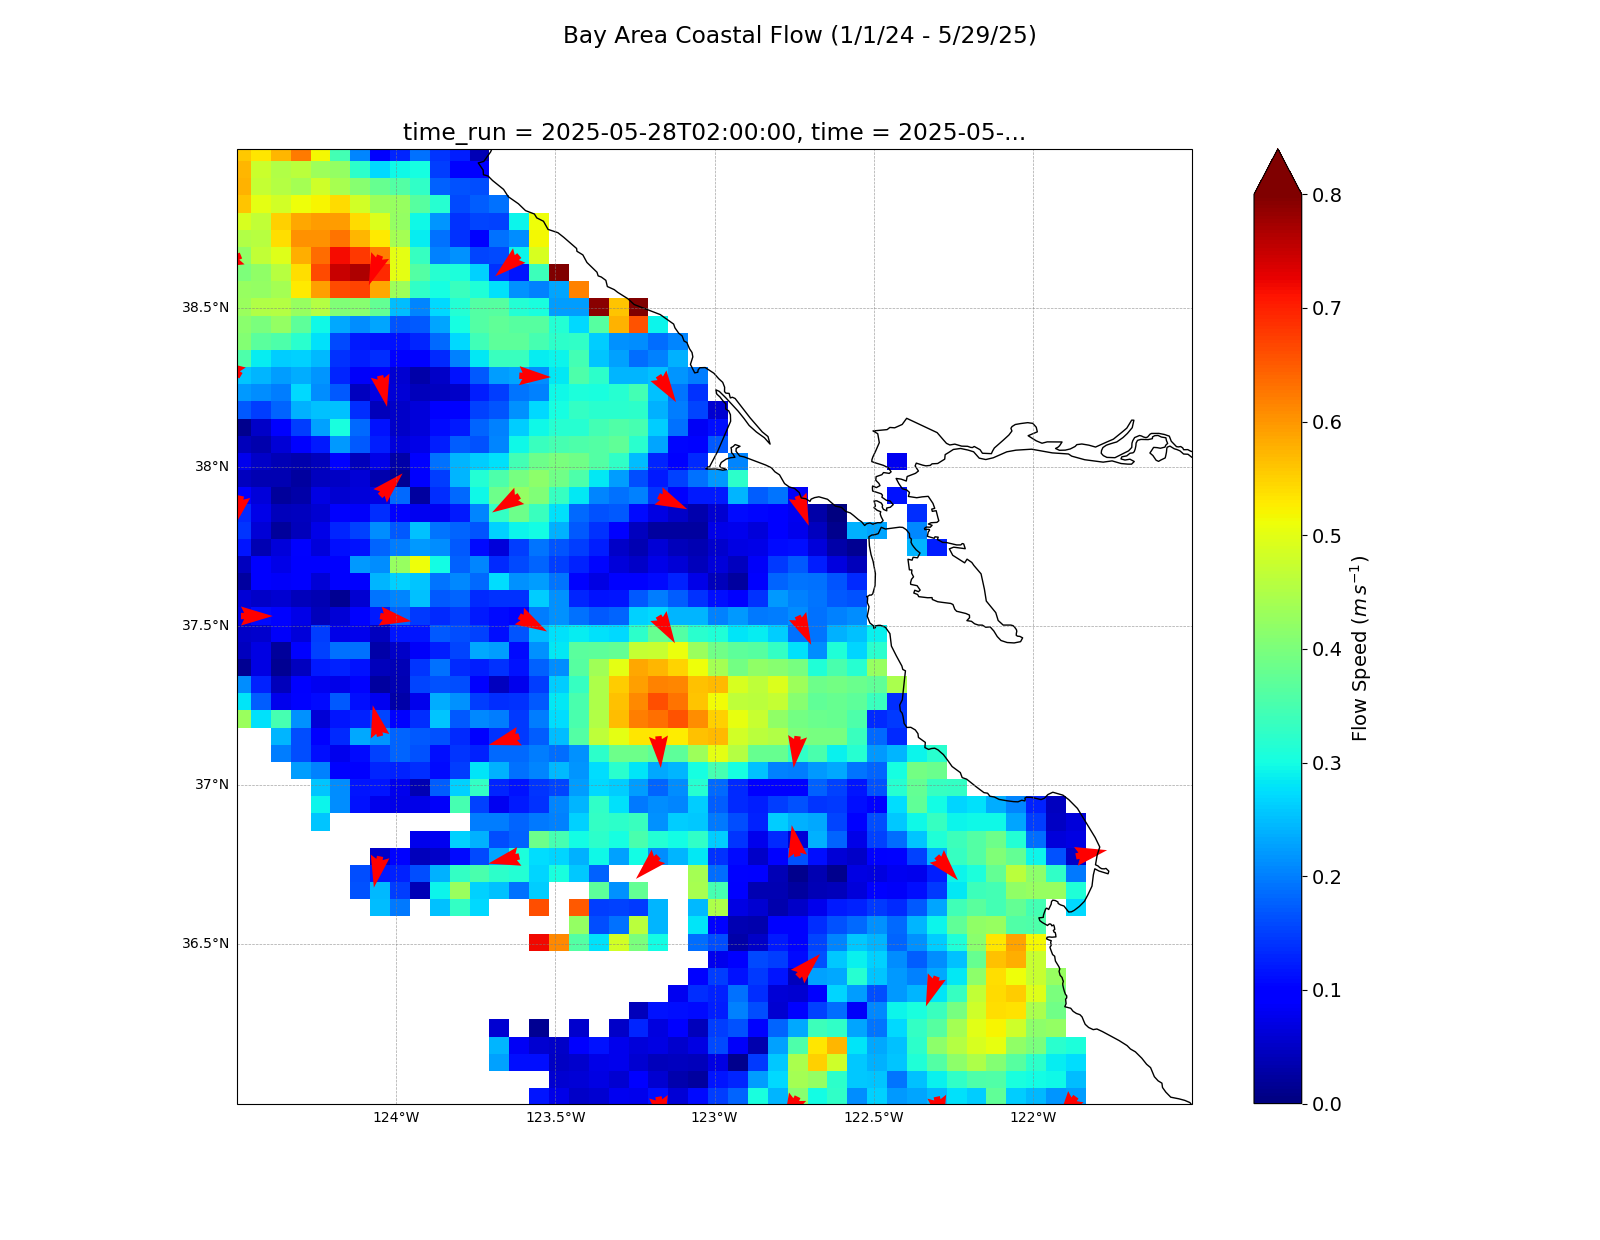 Bay Area Coastal Flow (1/1/24 - 5/29/25)
time_run = 2025-05-28T02:00:00, time = 2025-05-...
38.5°N
38°N
37.5°N
37°N
36.5°N
124°W
123.5°W
123°W
122.5°W
122°W
0.8
0.7
0.6
0.5
0.4
0.3
0.2
0.1
0.0
Flow Speed (m s⁻¹)